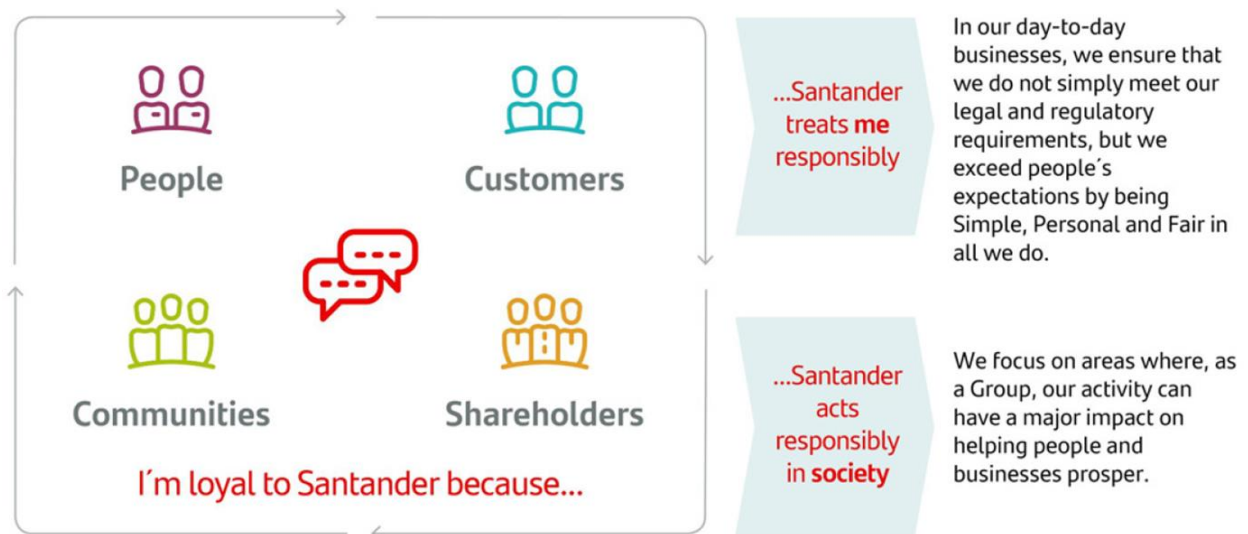 People
Customers
Communities
Shareholders
I´m loyal to Santander because...
...Santander
treats me
responsibly
In our day-to-day
businesses, we ensure that
we do not simply meet our
legal and regulatory
requirements, but we
exceed people´s
expectations by being
Simple, Personal and Fair in
all we do.
...Santander
acts
responsibly
in society
We focus on areas where, as
a Group, our activity can
have a major impact on
helping people and
businesses prosper.